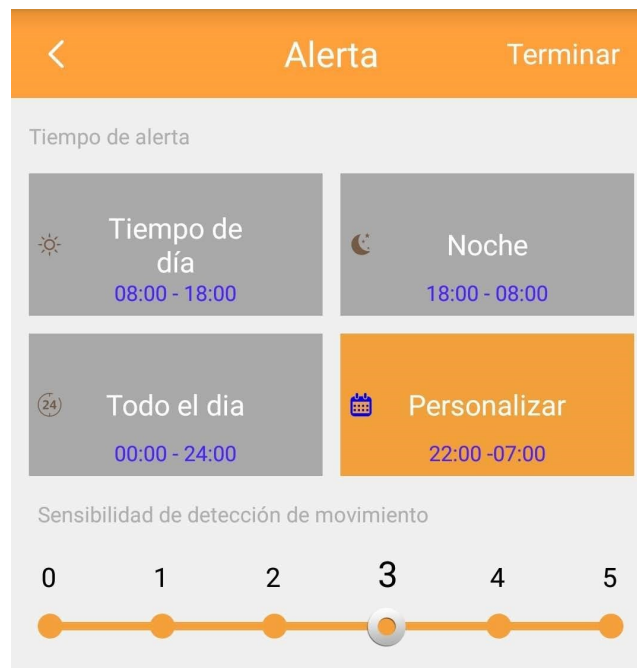 Alerta
Terminar
Tiempo de alerta
Tiempo de
día
08:00 - 18:00
Noche
18:00 - 08:00
24
Todo el dia
00:00 - 24:00
Personalizar
22:00 -07:00
Sensibilidad de detección de movimiento
0 1 2 3 4 5